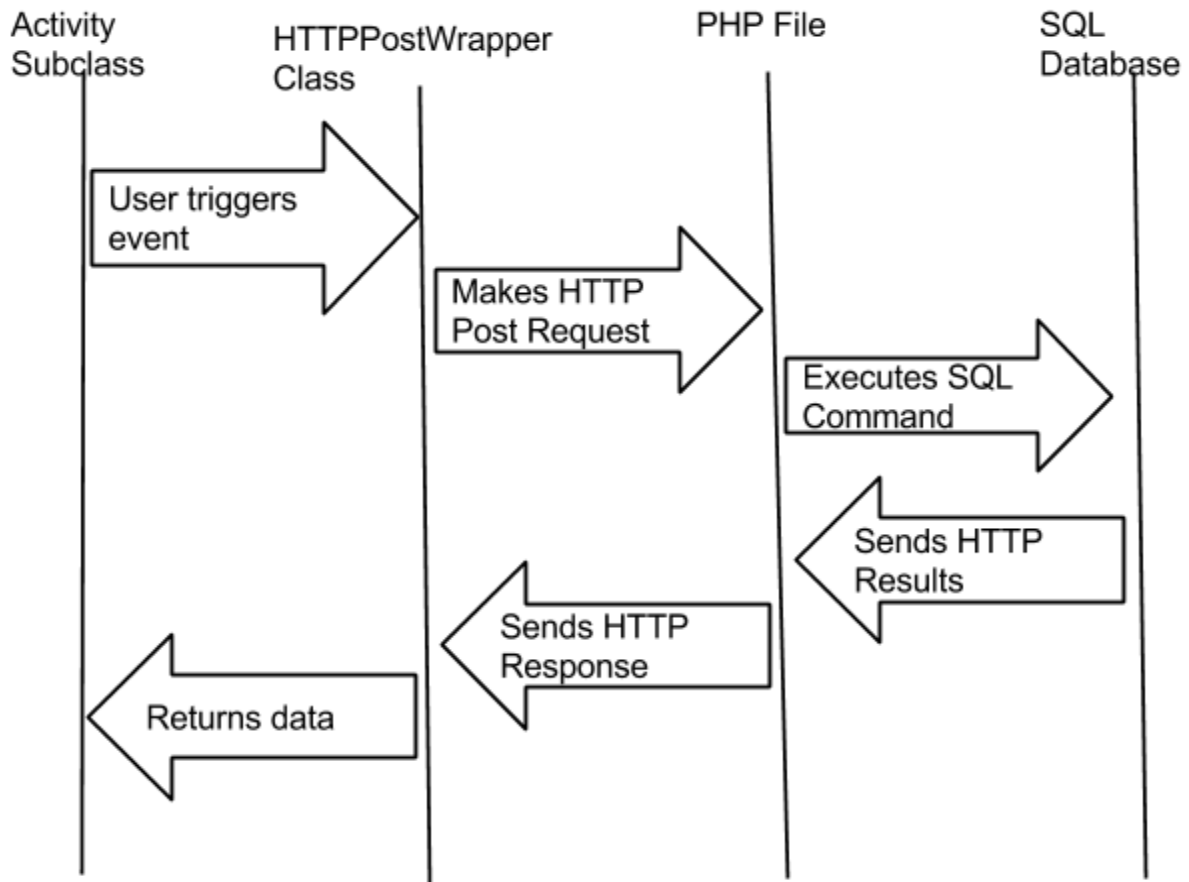 Activity
Subclass
HTTPPostWrapper
Class
PHP File
SQL
Database
User triggers
event
Makes HTTP
Post Request
Executes SQL
Command
Sends HTTP
Results
Sends HTTP
Response
Returns data